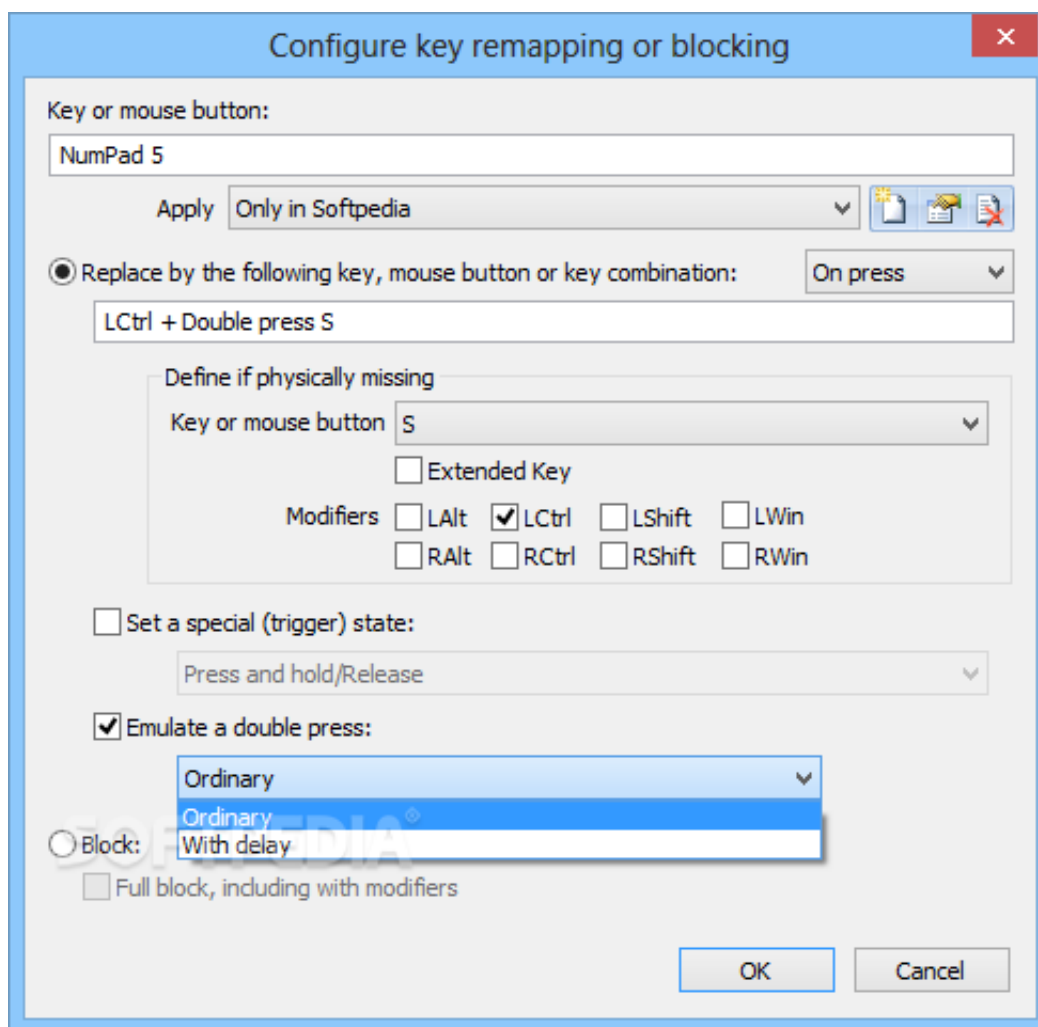 Configure key remapping or blocking
Key or mouse button:
NumPad 5
Apply Only in Softpedia
Replace by the following key, mouse button or key combination: On press
LCtrl + Double press S
Define if physically missing
Key or mouse button S
Extended Key
Modifiers LAlt LCtrl LShift LWin
RAlt RCtrl RShift RWin
Set a special (trigger) state:
Press and hold/Release
Emulate a double press:
Ordinary
Ordinary
SOFTPEDIA®
Block: With delay
Full block, including with modifiers
OK Cancel